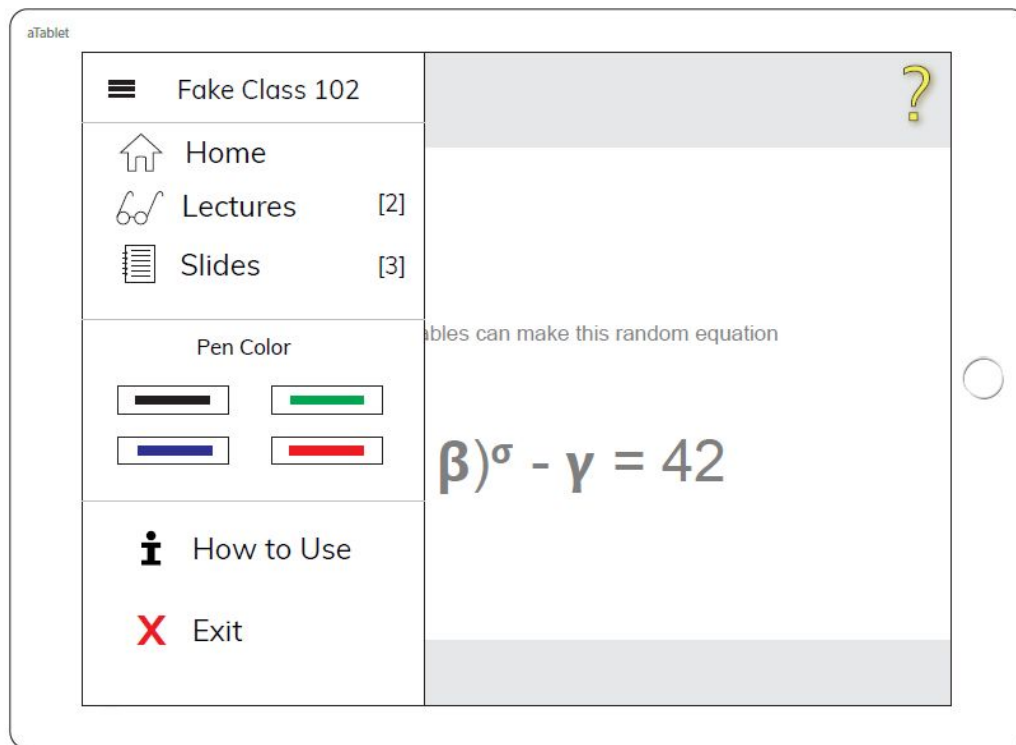 aTablet
Fake Class 102
?
Home
Lectures [2]
Slides [3]
ables can make this random equation
Pen Color
β)^σ - γ = 42
How to Use
X Exit